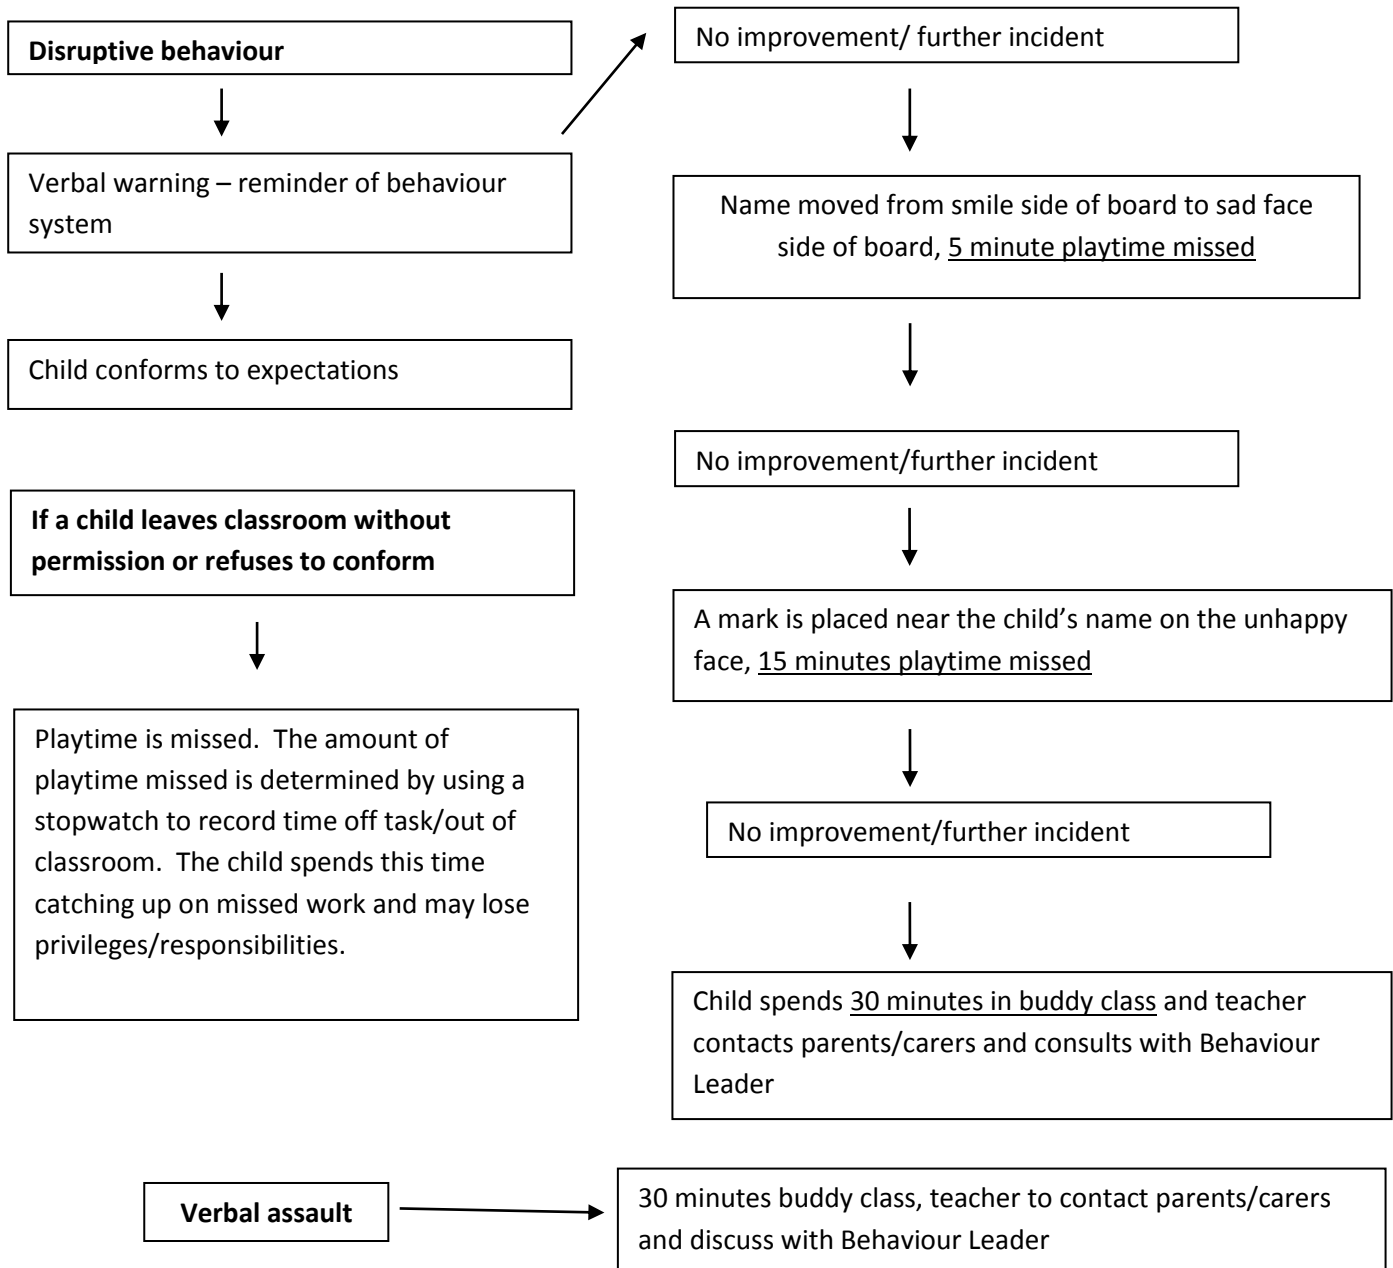 Disruptive behaviour
Verbal warning – reminder of behaviour
system
Child conforms to expectations
If a child leaves classroom without
permission or refuses to conform
Playtime is missed.  The amount of
playtime missed is determined by using a
stopwatch to record time off task/out of
classroom.  The child spends this time
catching up on missed work and may lose
privileges/responsibilities.
No improvement/ further incident
Name moved from smile side of board to sad face
side of board, 5 minute playtime missed
No improvement/further incident
A mark is placed near the child’s name on the unhappy
face, 15 minutes playtime missed
No improvement/further incident
Child spends 30 minutes in buddy class and teacher
contacts parents/carers and consults with Behaviour
Leader
Verbal assault
30 minutes buddy class, teacher to contact parents/carers
and discuss with Behaviour Leader